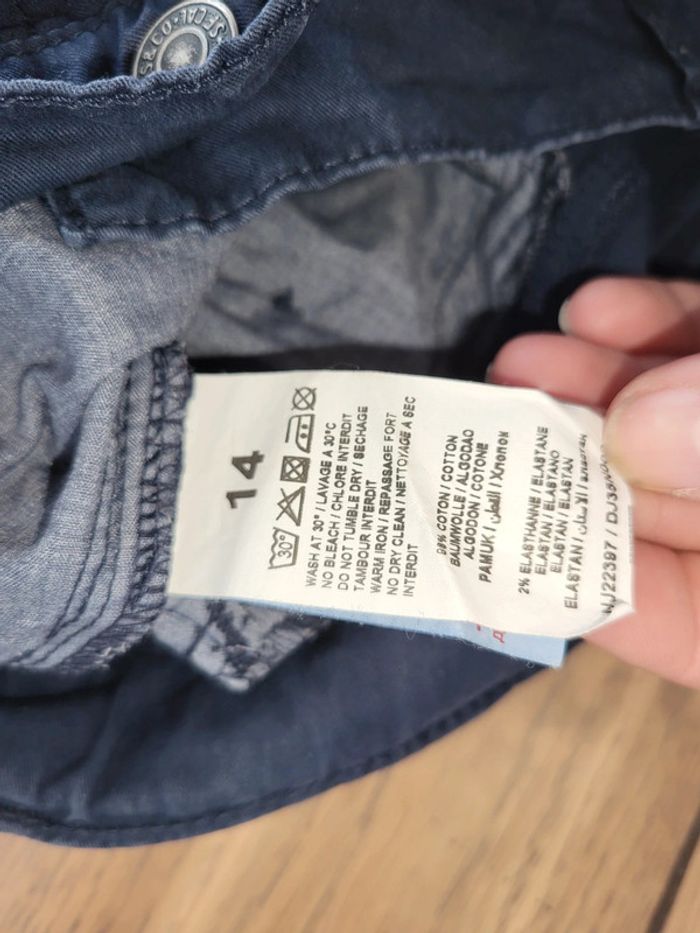 S&CO
14
30°
WASH AT 30° / LAVAGE A 30°C
NO BLEACH / CHLORE INTERDIT
DO NOT TUMBLE DRY / SECHAGE
TAMBOUR INTERDIT
WARM IRON / REPASSAGE FORT
NO DRY CLEAN / NETTOYAGE A SEC
INTERDIT
98% COTON / COTTON
BAUMWOLLE / ALGODAO
ALGODON / COTONE
PAMUK /
2% ELASTHANNE / ELASTANE
ELASTAN / ELASTANO
ELASTAN / ELASTAN
ELASTAN /